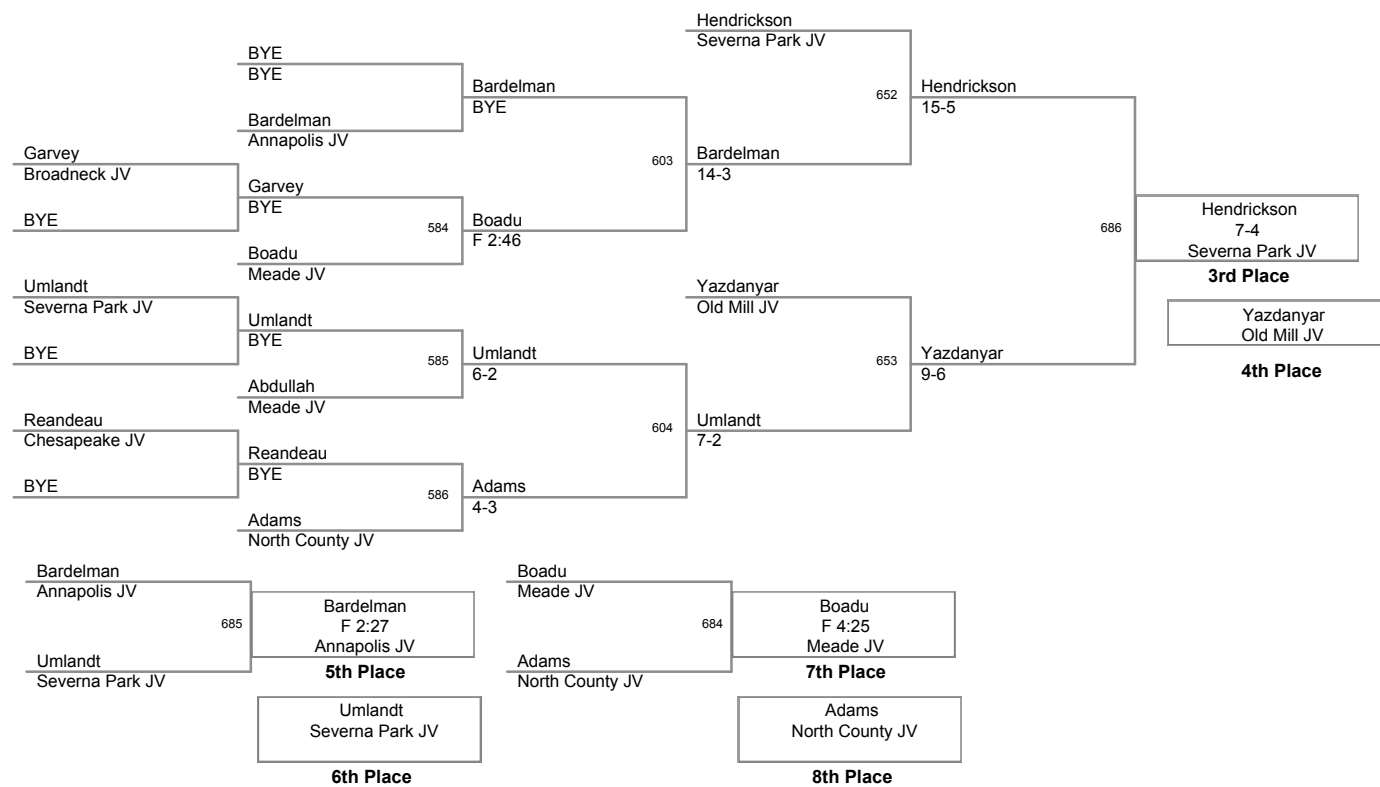 Hendrickson
Severna Park JV
BYE
BYE
Bardelman
BYE
652
Hendrickson
15-5
Bardelman
Annapolis JV
Garvey
Broadneck JV
603
Bardelman
14-3
Garvey
BYE
BYE
584
Boadu
F 2:46
686
Hendrickson
7-4
Severna Park JV
3rd Place
Boadu
Meade JV
Umlandt
Severna Park JV
Yazdanyar
Old Mill JV
Yazdanyar
Old Mill JV
4th Place
Umlandt
BYE
BYE
585
Umlandt
6-2
653
Yazdanyar
9-6
Abdullah
Meade JV
Reandeau
Chesapeake JV
604
Umlandt
7-2
Reandeau
BYE
BYE
586
Adams
4-3
Adams
North County JV
Bardelman
Annapolis JV
685
Bardelman
F 2:27
Annapolis JV
5th Place
Umlandt
Severna Park JV
Umlandt
Severna Park JV
6th Place
Boadu
Meade JV
684
Boadu
F 4:25
Meade JV
7th Place
Adams
North County JV
Adams
North County JV
8th Place